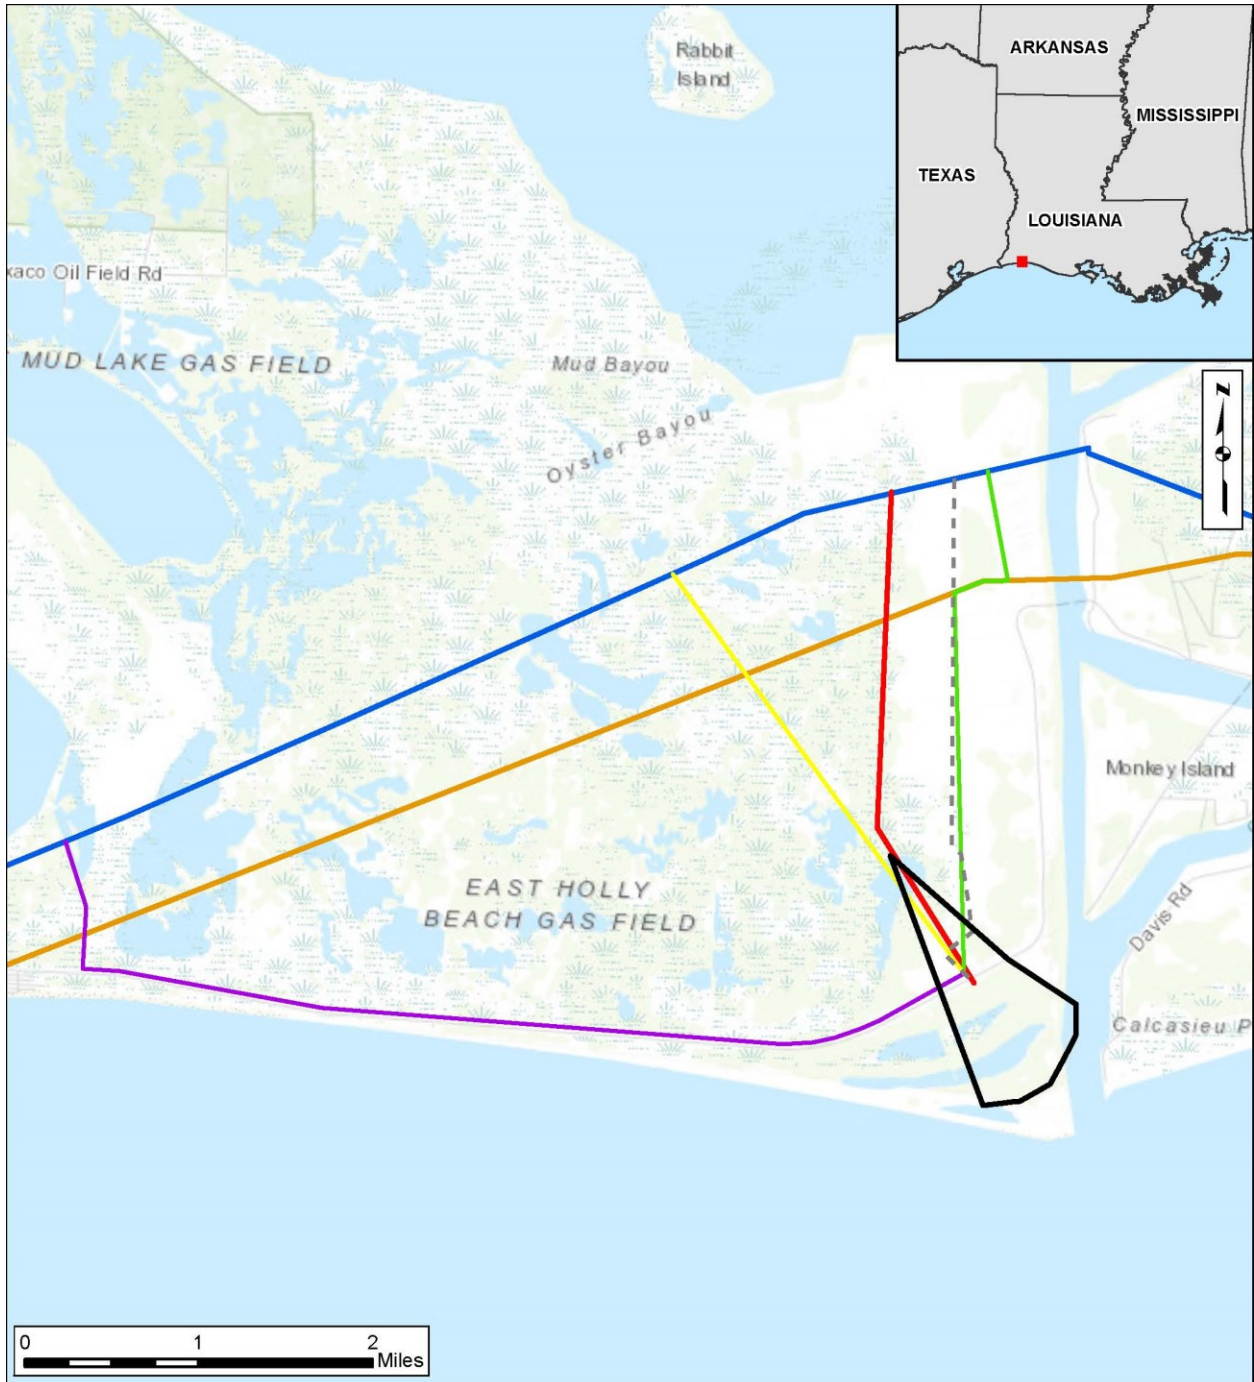 Rabbit
Island
ARKANSAS
MISSISSIPPI
TEXAS
LOUISIANA
xaco Oil Field Rd
MUD LAKE GAS FIELD
Mud Bayou
Oyster Bayou
N
Monkey Island
EAST HOLLY
BEACH GAS FIELD
Davis Rd
Calcasieu P
0 1 2
Miles